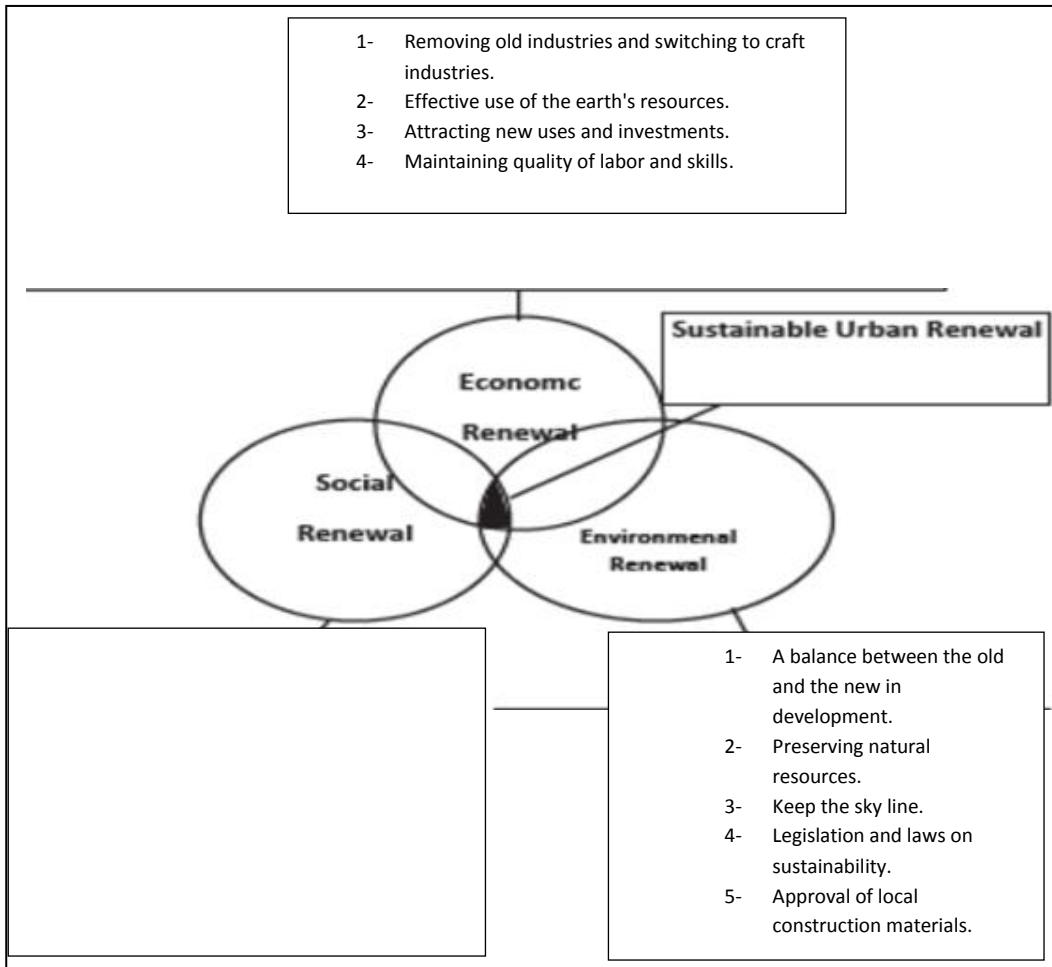 1- Removing old industries and switching to craft
industries.
2- Effective use of the earth's resources.
3- Attracting new uses and investments.
4- Maintaining quality of labor and skills.
Sustainable Urban Renewal
Economc
Renewal
Social
Renewal
Environmenal
Renewal
1- A balance between the old
and the new in
development.
2- Preserving natural
resources.
3- Keep the sky line.
4- Legislation and laws on
sustainability.
5- Approval of local
construction materials.